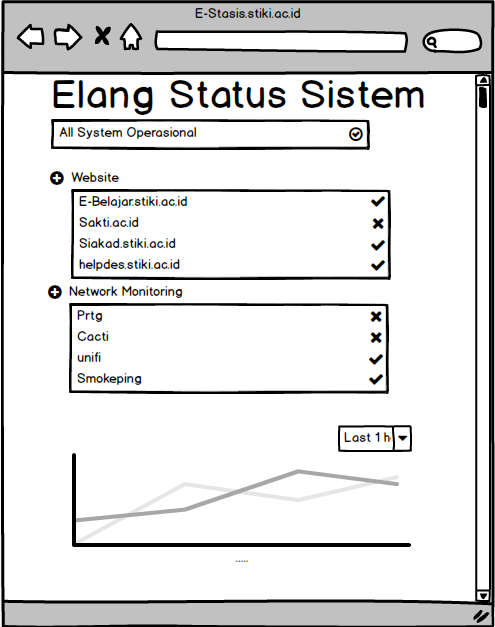 E-Stasis.stiki.ac.id
Elang Status Sistem
All System Operasional
Website
E-Belajar.stiki.ac.id
Sakti.ac.id
Siakad.stiki.ac.id
helpdes.stiki.ac.id
Network Monitoring
Prtg
Cacti
unifi
Smokeping
Last 1 h
.....